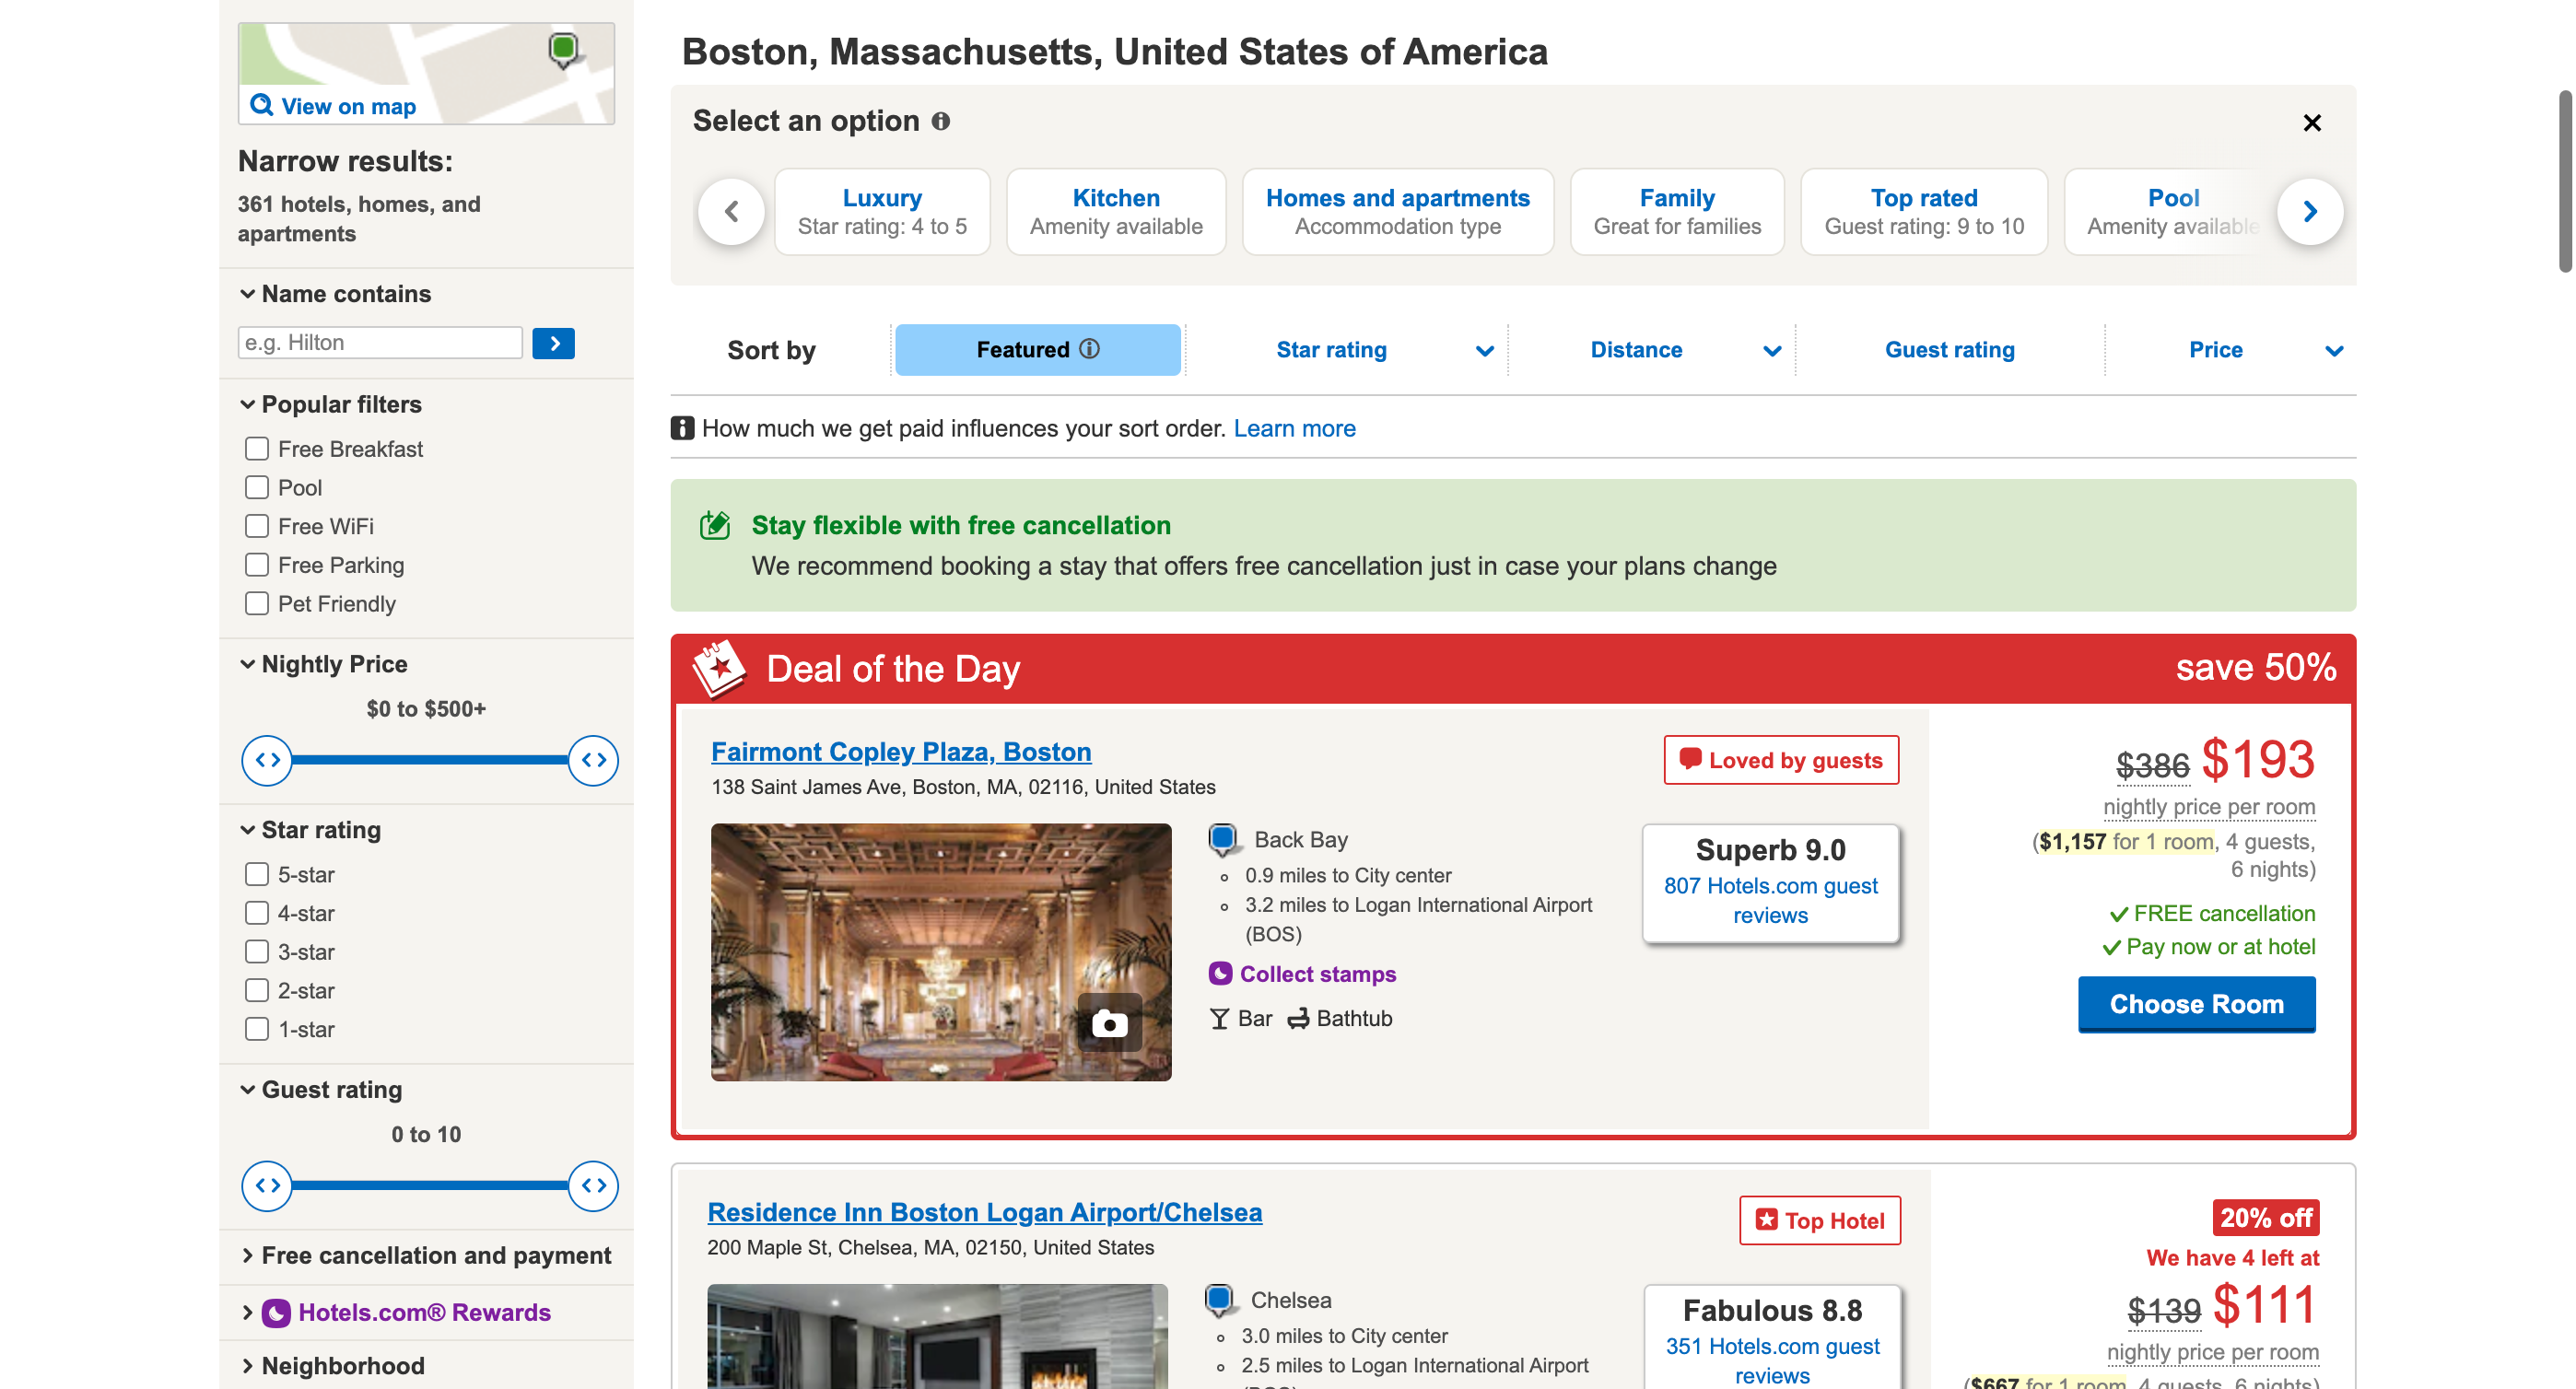 View on map
Narrow results:
361 hotels, homes, and
apartments
Name contains
e.g. Hilton
Popular filters
Free Breakfast
Pool
Free WiFi
Free Parking
Pet Friendly
Nightly Price
$0 to $500+
Star rating
5-star
4-star
3-star
2-star
1-star
Guest rating
0 to 10
Free cancellation and payment
Hotels.com® Rewards
Neighborhood
Boston, Massachusetts, United States of America
Select an option
Luxury
Star rating: 4 to 5
Kitchen
Amenity available
Homes and apartments
Accommodation type
Family
Great for families
Top rated
Guest rating: 9 to 10
Pool
Amenity available
Sort by Featured Star rating Distance Guest rating Price
How much we get paid influences your sort order. Learn more
Stay flexible with free cancellation
We recommend booking a stay that offers free cancellation just in case your plans change
Deal of the Day save 50%
Fairmont Copley Plaza, Boston
138 Saint James Ave, Boston, MA, 02116, United States
Back Bay
0.9 miles to City center
3.2 miles to Logan International Airport
(BOS)
Collect stamps
Bar Bathtub
Loved by guests
Superb 9.0
807 Hotels.com guest
reviews
$386 $193
nightly price per room
($1,157 for 1 room, 4 guests,
6 nights)
FREE cancellation
Pay now or at hotel
Choose Room
Residence Inn Boston Logan Airport/Chelsea
200 Maple St, Chelsea, MA, 02150, United States
Chelsea
3.0 miles to City center
2.5 miles to Logan International Airport
(BOS)
Top Hotel
Fabulous 8.8
351 Hotels.com guest
reviews
20% off
We have 4 left at
$139 $111
nightly price per room
($667 for 1 room, 4 guests, 6 nights)